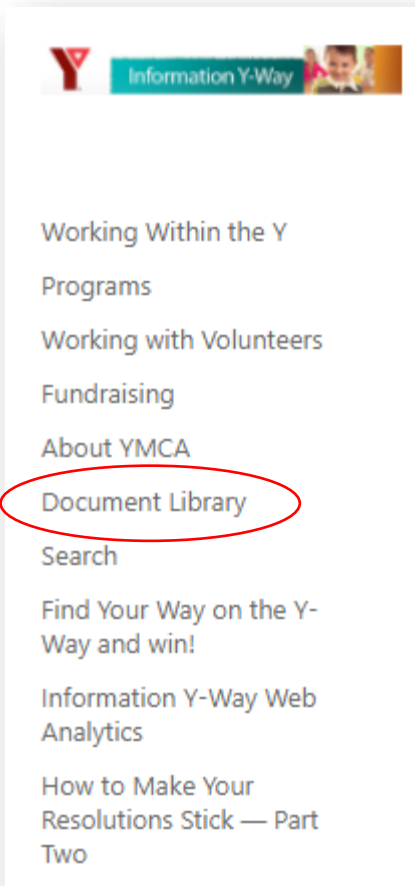 Y
Information Y-Way
Working Within the Y
Programs
Working with Volunteers
Fundraising
About YMCA
Document Library
Search
Find Your Way on the Y-
Way and win!
Information Y-Way Web
Analytics
How to Make Your
Resolutions Stick — Part
Two